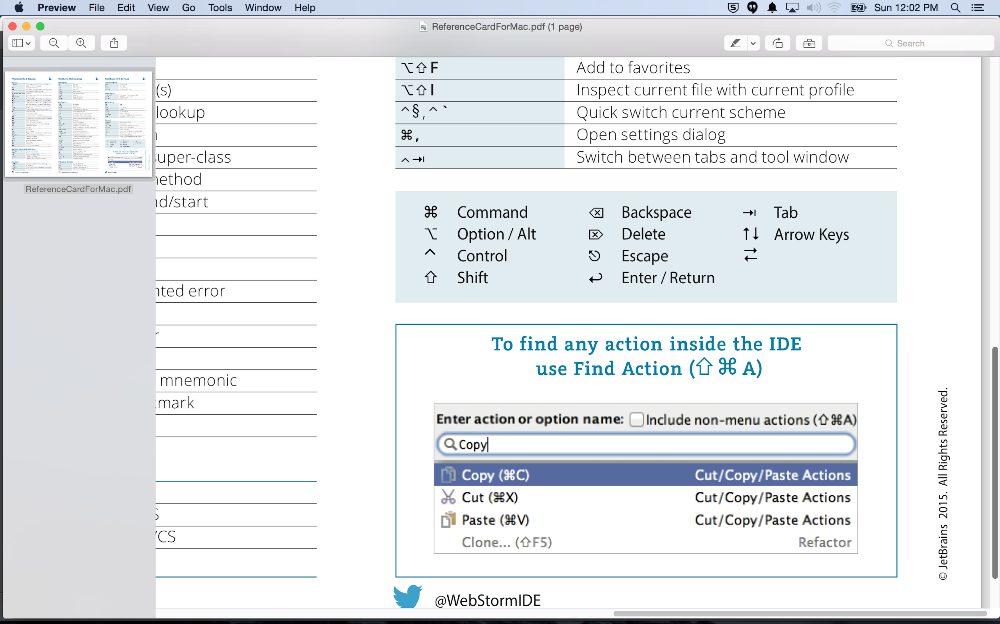 Preview File Edit View Go Tools Window Help Sun 12:02 PM
ReferenceCardForMac.pdf (1 page)
Search
ReferenceCardForMac.pdf
(s)
lookup
super-class
method
nd/start
nted error
r
mnemonic
kmark
S
/CS
⌥⇧F Add to favorites
⌥⇧I Inspect current file with current profile
^§, ^` Quick switch current scheme
⌘, Open settings dialog
^⇥ Switch between tabs and tool window
⌘ Command ⌫ Backspace ⇥ Tab
⌥ Option / Alt ⌦ Delete ↑↓ Arrow Keys
^ Control ⎋ Escape ⇄
⇧ Shift ↩ Enter / Return
To find any action inside the IDE
use Find Action (⇧⌘A)
Enter action or option name: Include non-menu actions (⇧⌘A)
Copy
Copy (⌘C) Cut/Copy/Paste Actions
Cut (⌘X) Cut/Copy/Paste Actions
Paste (⌘V) Cut/Copy/Paste Actions
Clone... (⇧F5) Refactor
@WebStormIDE
© JetBrains 2015. All Rights Reserved.